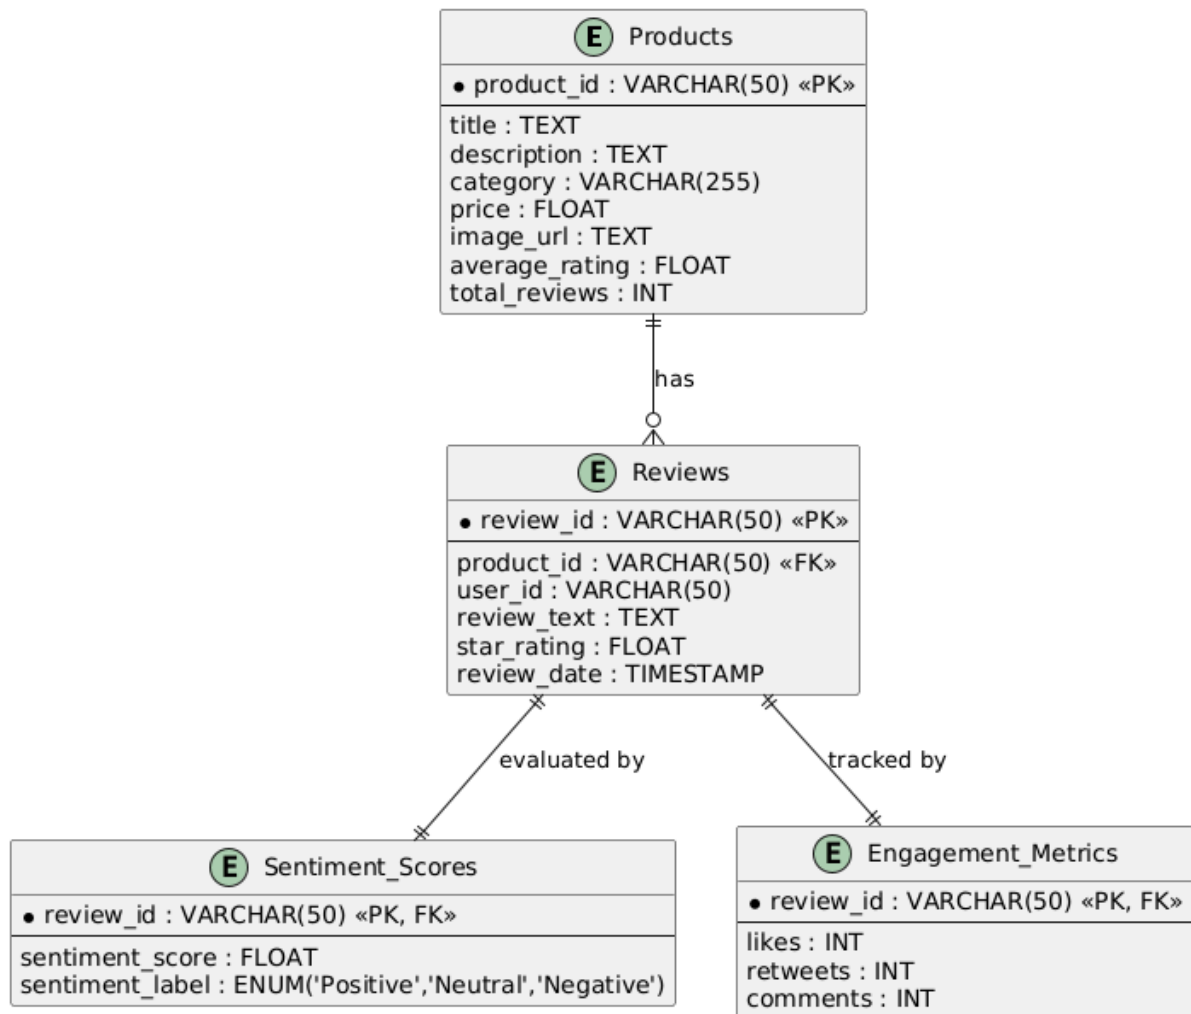 E Products
product_id : VARCHAR(50) «PK»
title : TEXT
description : TEXT
category : VARCHAR(255)
price : FLOAT
image_url : TEXT
average_rating : FLOAT
total_reviews : INT
has
E Reviews
review_id : VARCHAR(50) «PK»
product_id : VARCHAR(50) «FK»
user_id : VARCHAR(50)
review_text : TEXT
star_rating : FLOAT
review_date : TIMESTAMP
evaluated by
tracked by
E Sentiment_Scores
review_id : VARCHAR(50) «PK, FK»
sentiment_score : FLOAT
sentiment_label : ENUM('Positive','Neutral','Negative')
E Engagement_Metrics
review_id : VARCHAR(50) «PK, FK»
likes : INT
retweets : INT
comments : INT